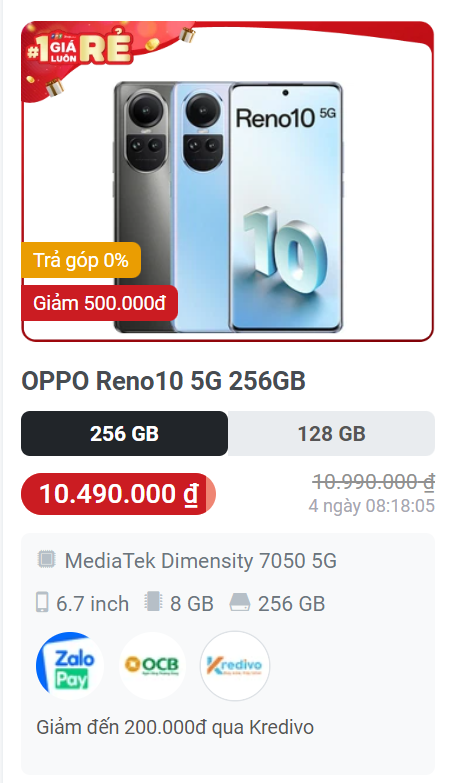 #1 GIÁ LUÔN RẺ
Reno10 5G
10
Trả góp 0%
Giảm 500.000đ
OPPO Reno10 5G 256GB
256 GB 128 GB
10.490.000 ₫ 10.990.000 ₫
4 ngày 08:18:05
MediaTek Dimensity 7050 5G
6.7 inch 8 GB 256 GB
Zalo Pay OCB Kredivo
Giảm đến 200.000đ qua Kredivo